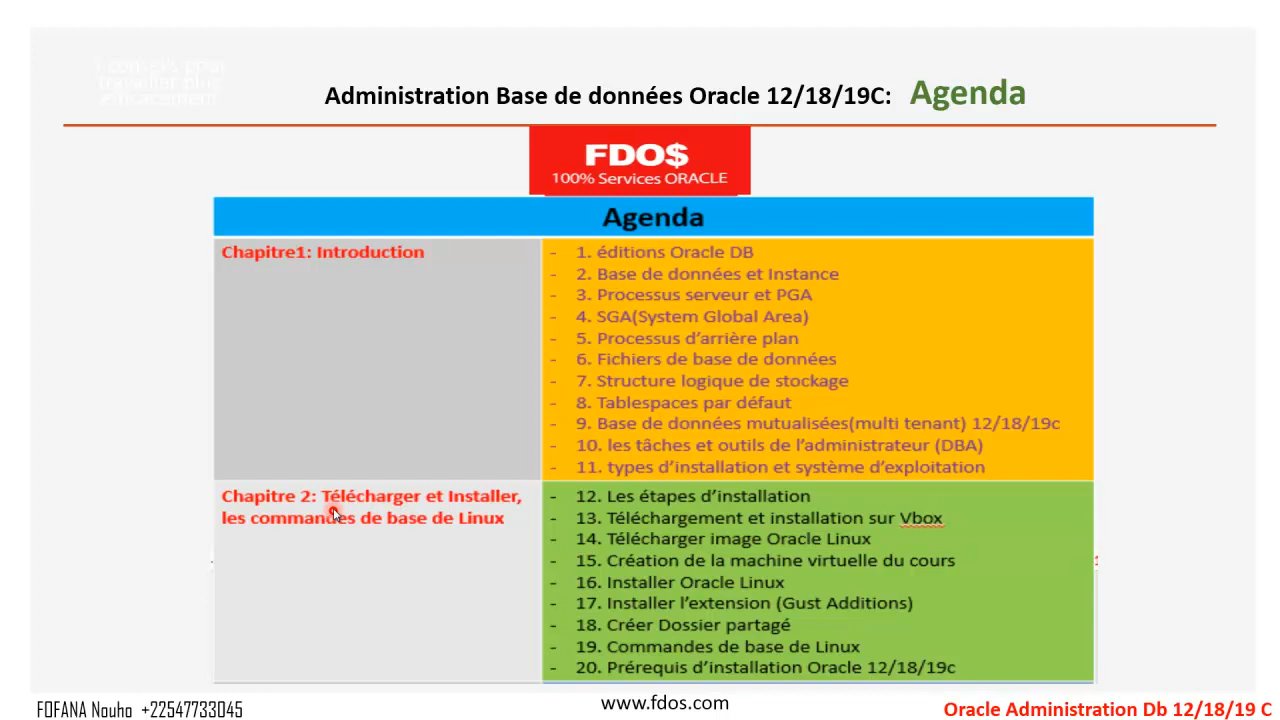 5 conseils pour
travailler plus
efficacement
Administration Base de données Oracle 12/18/19C: Agenda
FDO$
100% Services ORACLE
Agenda
Chapitre1: Introduction
- 1. éditions Oracle DB
- 2. Base de données et Instance
- 3. Processus serveur et PGA
- 4. SGA(System Global Area)
- 5. Processus d'arrière plan
- 6. Fichiers de base de données
- 7. Structure logique de stockage
- 8. Tablespaces par défaut
- 9. Base de données mutualisées(multi tenant) 12/18/19c
- 10. les tâches et outils de l'administrateur (DBA)
- 11. types d'installation et système d'exploitation
Chapitre 2: Télécharger et Installer,
les commandes de base de Linux
- 12. Les étapes d'installation
- 13. Téléchargement et installation sur Vbox
- 14. Télécharger image Oracle Linux
- 15. Création de la machine virtuelle du cours
- 16. Installer Oracle Linux
- 17. Installer l'extension (Gust Additions)
- 18. Créer Dossier partagé
- 19. Commandes de base de Linux
- 20. Prérequis d'installation Oracle 12/18/19c
FOFANA Nouho +22547733045
www.fdos.com
Oracle Administration Db 12/18/19 C